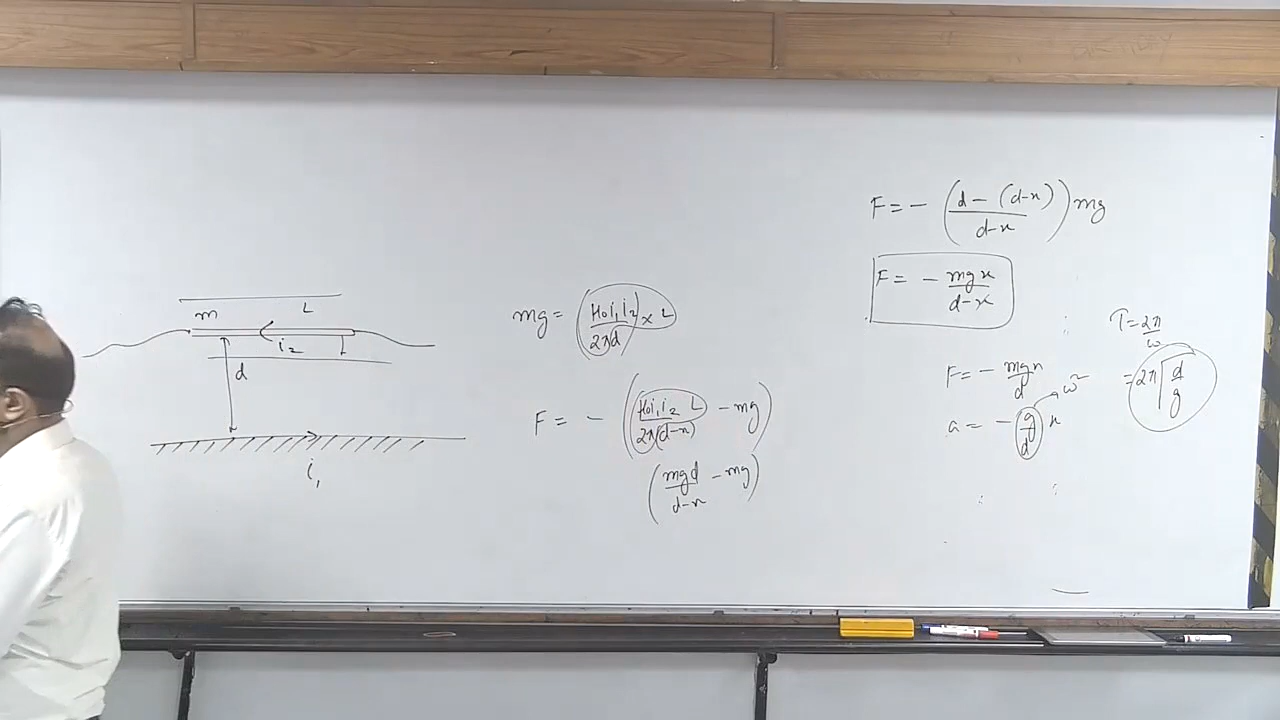 m L
i₂
d
i₁
mg = (μ₀i₁i₂/2πd) × L
F = - (μ₀i₁i₂ L/2π(d-x) - mg)
(mgd/d-x - mg)
F = - (d - (d-x)/d-x) mg
F = - mgx/d-x
F = - mgx/d
a = - g/d x → ω²
T = 2π/ω
= 2π√d/g